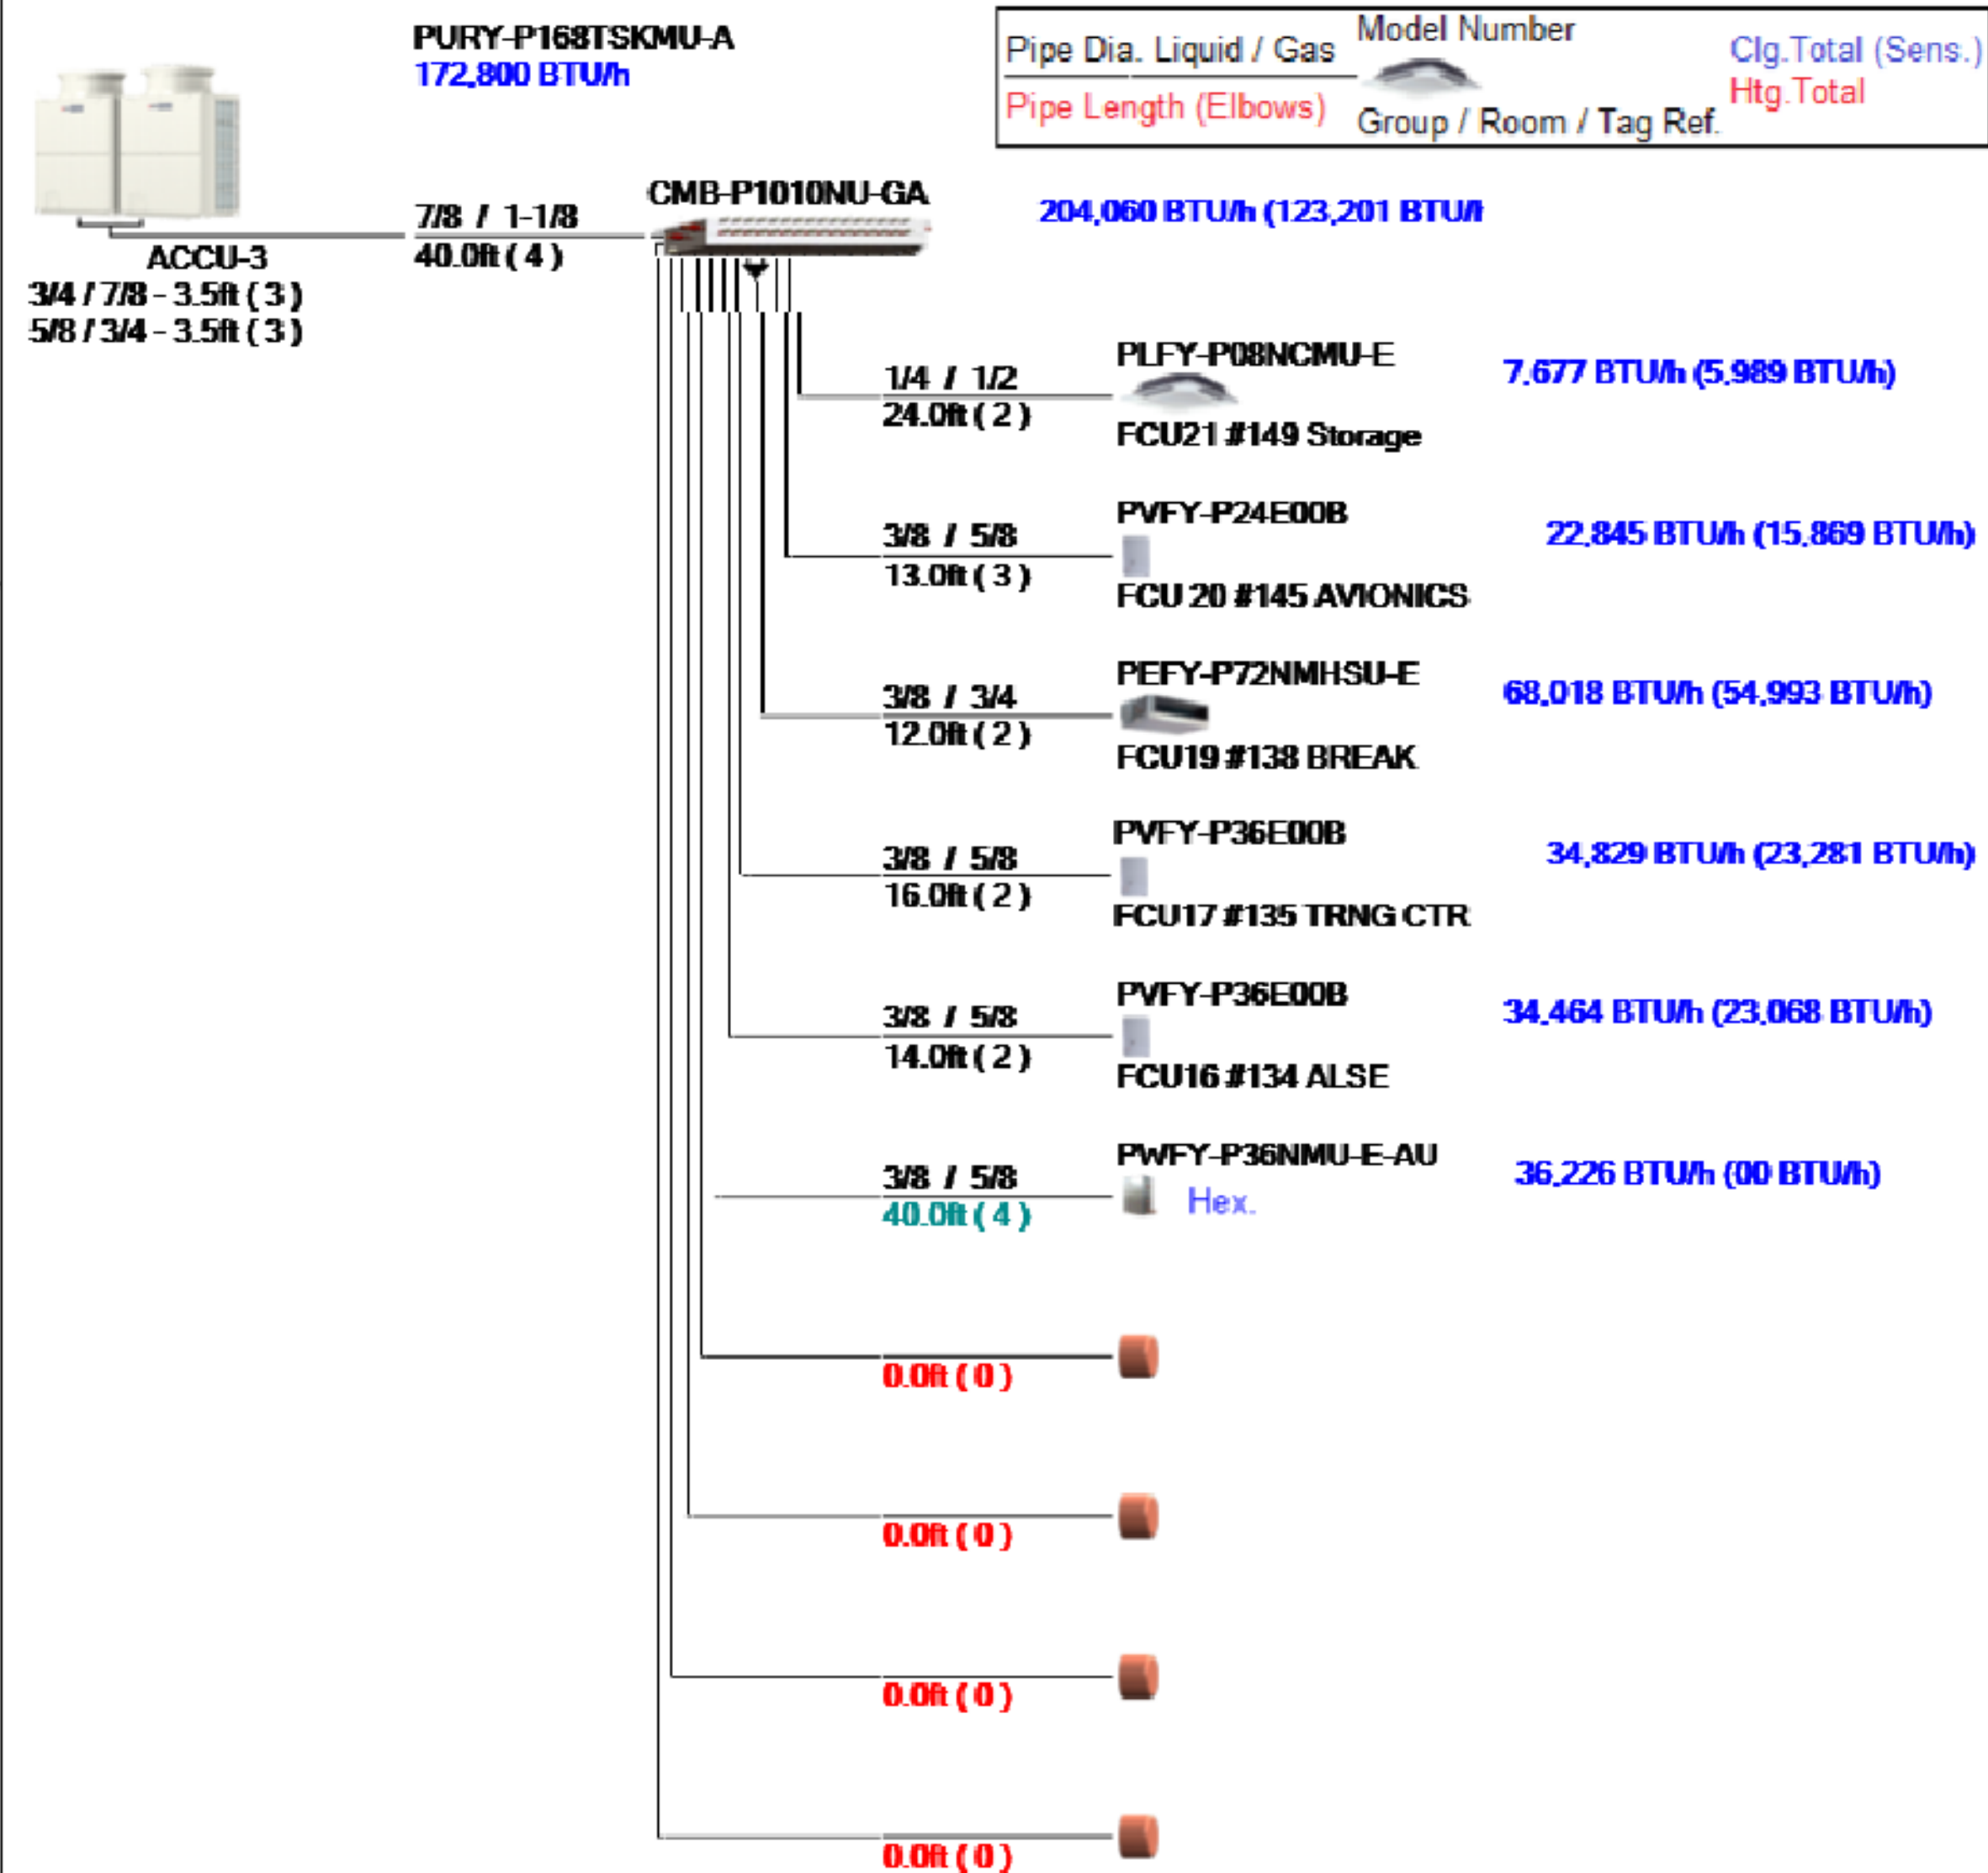 PURY-P168TSKMU-A
172,800 BTU/h
Pipe Dia. Liquid / Gas
Pipe Length (Elbows)
Model Number
Group / Room / Tag Ref.
Clg.Total (Sens.)
Htg.Total
ACCU-3
3/4 / 7/8 - 3.5ft ( 3 )
5/8 / 3/4 - 3.5ft ( 3 )
7/8 / 1-1/8
40.0ft ( 4 )
CMB-P1010NU-GA
204,060 BTU/h (123,201 BTU/h
1/4 / 1/2
24.0ft ( 2 )
PLFY-P08NCMU-E
FCU21 #149 Storage
7,677 BTU/h (5,989 BTU/h)
3/8 / 5/8
13.0ft ( 3 )
PVFY-P24E00B
FCU 20 #145 AVIONICS
22,845 BTU/h (15,869 BTU/h)
3/8 / 3/4
12.0ft ( 2 )
PEFY-P72NMHSU-E
FCU19 #138 BREAK
68,018 BTU/h (54,993 BTU/h)
3/8 / 5/8
16.0ft ( 2 )
PVFY-P36E00B
FCU17 #135 TRNG CTR
34,829 BTU/h (23,281 BTU/h)
3/8 / 5/8
14.0ft ( 2 )
PVFY-P36E00B
FCU16 #134 ALSE
34,464 BTU/h (23,068 BTU/h)
3/8 / 5/8
40.0ft ( 4 )
PWFY-P36NMU-E-AU
Hex.
36,226 BTU/h (00 BTU/h)
0.0ft ( 0 )
0.0ft ( 0 )
0.0ft ( 0 )
0.0ft ( 0 )